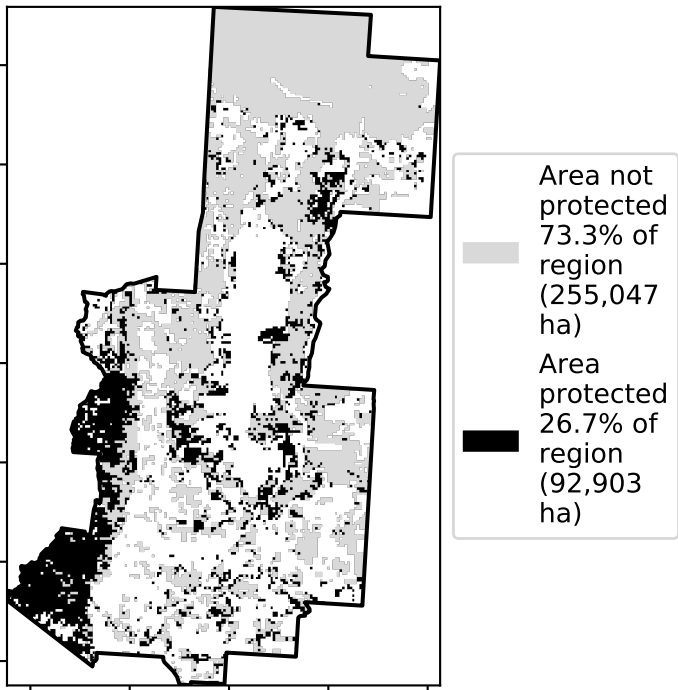 Area not
protected
73.3% of
region
(255,047
ha)
Area
protected
26.7% of
region
(92,903
ha)